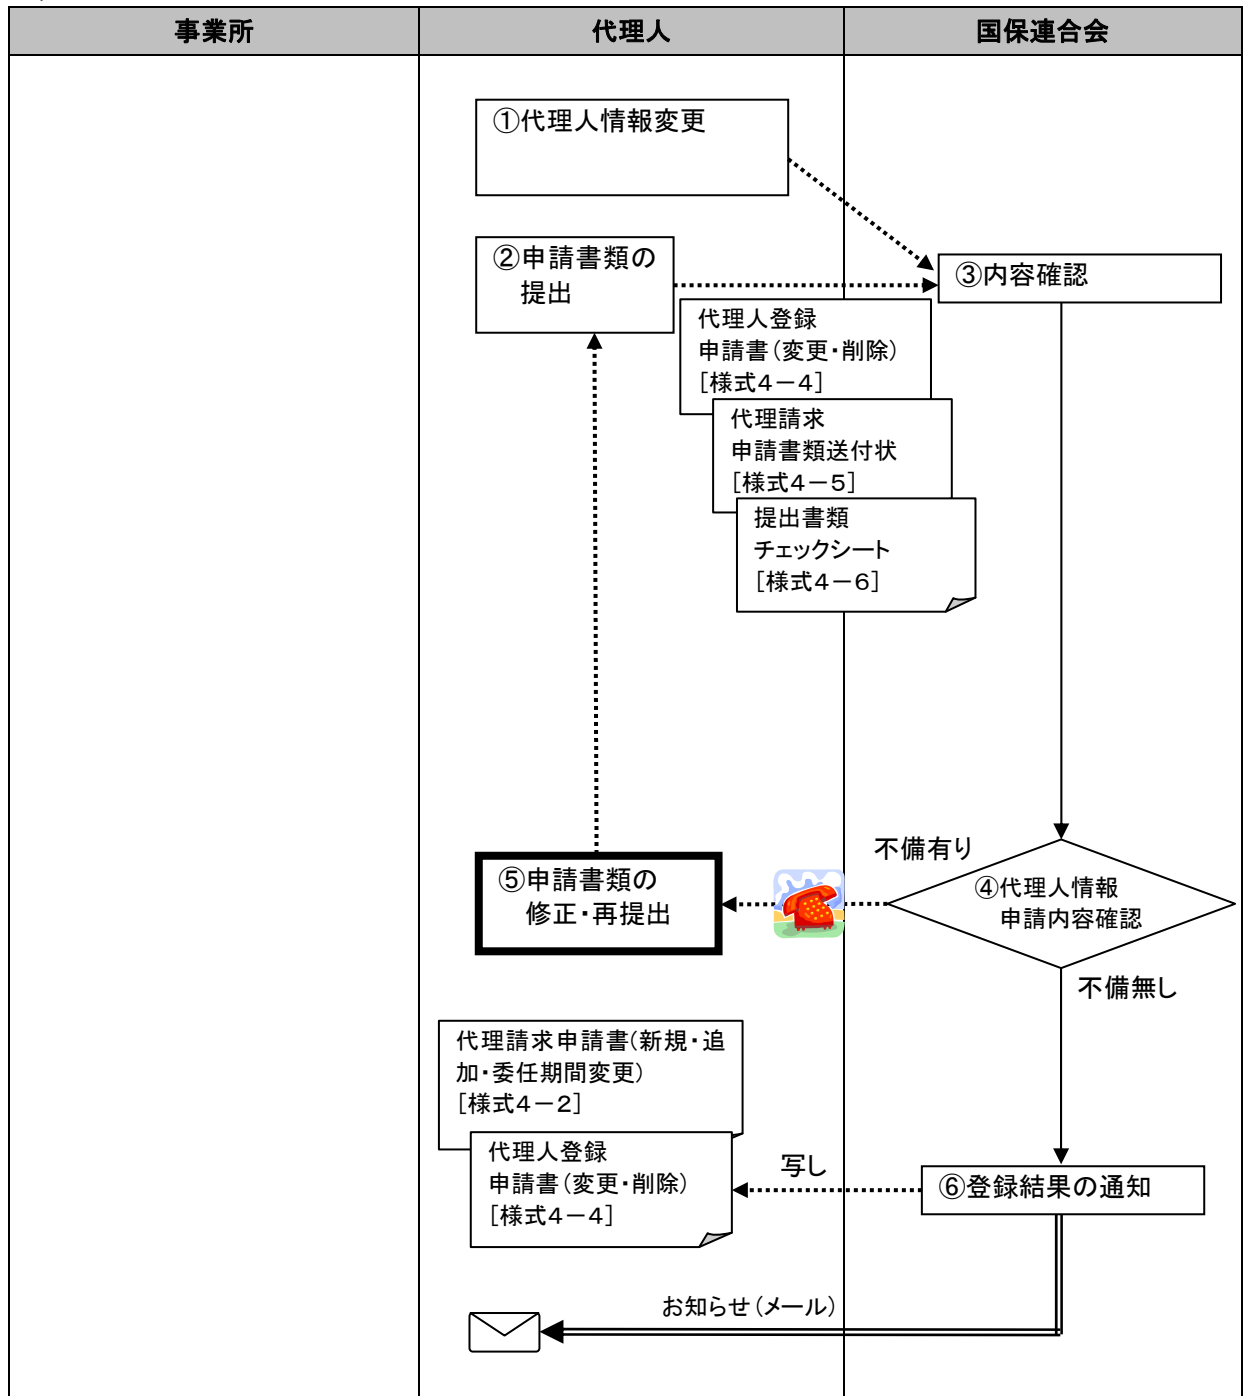 事業所
代理人
国保連合会
①代理人情報変更
②申請書類の
提出
③内容確認
代理人登録
申請書（変更・削除）
［様式４－４］
代理請求
申請書類送付状
［様式４－５］
提出書類
チェックシート
［様式４－６］
不備有り
④代理人情報
申請内容確認
⑤申請書類の
修正・再提出
不備無し
代理請求申請書（新規・追
加・委任期間変更）
［様式４－２］
代理人登録
申請書（変更・削除）
［様式４－４］
写し
⑥登録結果の通知
お知らせ（メール）